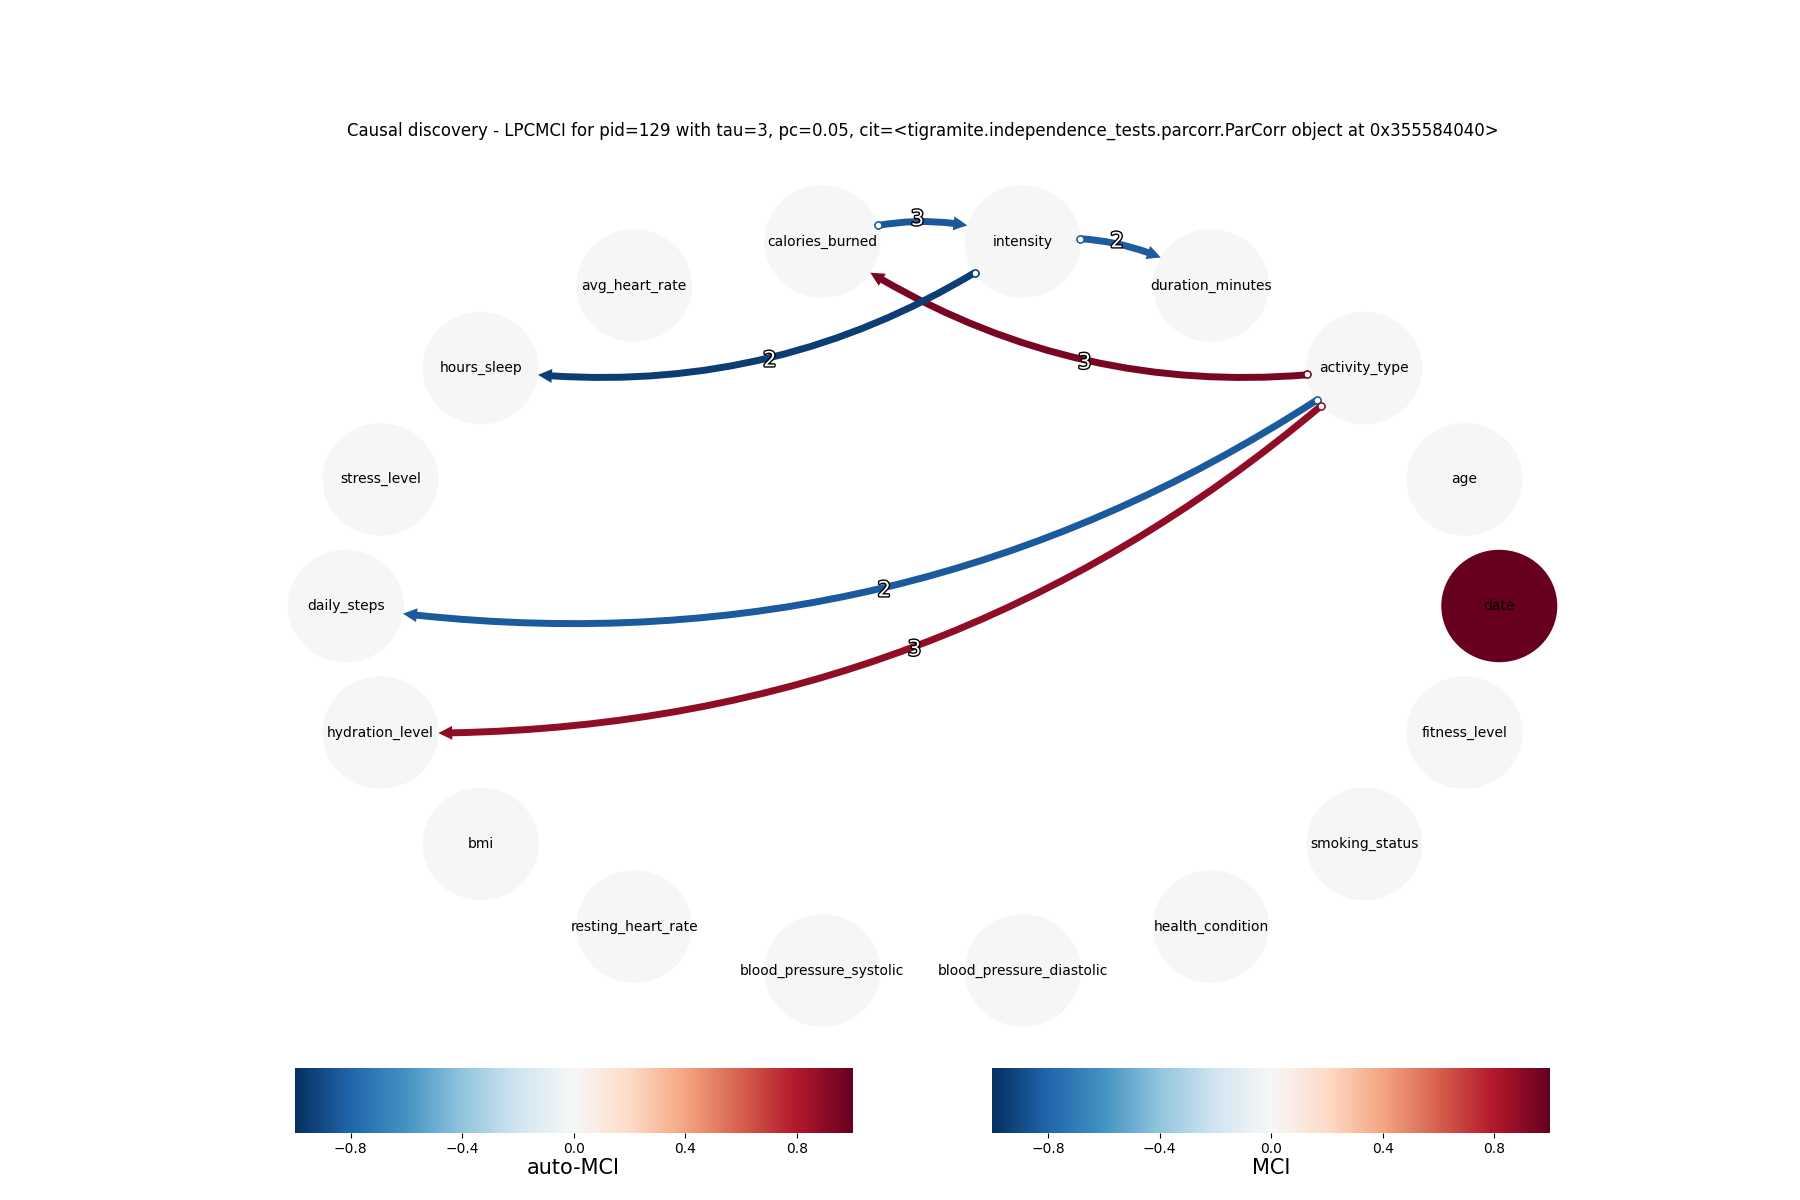 Causal discovery - LPCMCI for pid=129 with tau=3, pc=0.05, cit=<tigramite.independence_tests.parcorr.ParCorr object at 0x355584040>
calories_burned
3
intensity
2
duration_minutes
avg_heart_rate
hours_sleep
2
3
activity_type
stress_level
age
daily_steps
2
date
3
hydration_level
fitness_level
bmi
smoking_status
resting_heart_rate
health_condition
blood_pressure_systolic
blood_pressure_diastolic
−0.8 −0.4 0.0 0.4 0.8
auto-MCI
−0.8 −0.4 0.0 0.4 0.8
MCI